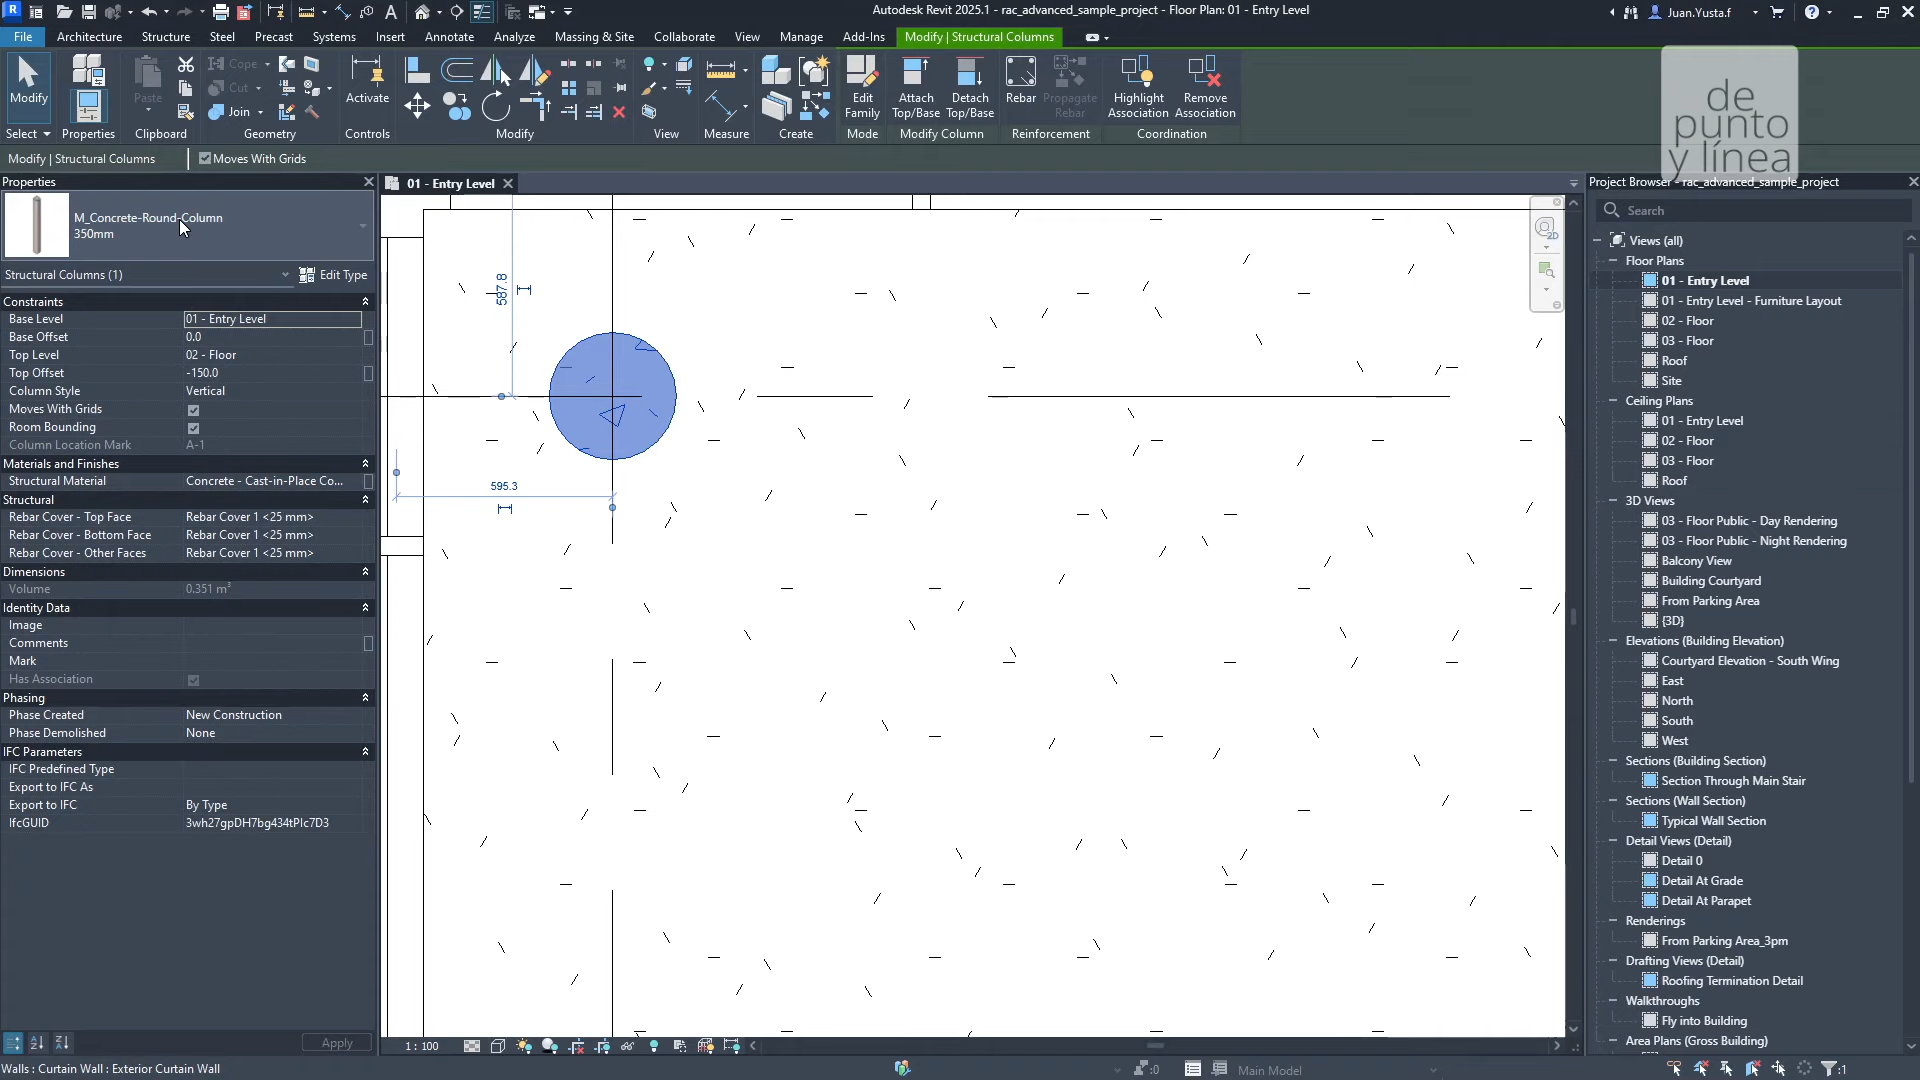 Autodesk Revit 2025.1 - rac_advanced_sample_project - Floor Plan: 01 - Entry Level
Juan.Yusta.f
File Architecture Structure Steel Precast Systems Insert Annotate Analyze Massing & Site Collaborate View Manage Add-Ins Modify | Structural Columns
Modify
Paste
Cope
Cut
Join
Activate
Edit Family
Attach Top/Base
Detach Top/Base
Rebar
Propagate Rebar
Highlight Association
Remove Association
Select Properties Clipboard Geometry Controls Modify View Measure Create Mode Modify Column Reinforcement Coordination
de
punto
y línea
Modify | Structural Columns Moves With Grids
Properties
M_Concrete-Round-Column
350mm
Structural Columns (1) Edit Type
Constraints
Base Level 01 - Entry Level
Base Offset 0.0
Top Level 02 - Floor
Top Offset -150.0
Column Style Vertical
Moves With Grids
Room Bounding
Column Location Mark A-1
Materials and Finishes
Structural Material Concrete - Cast-in-Place Co...
Structural
Rebar Cover - Top Face Rebar Cover 1 <25 mm>
Rebar Cover - Bottom Face Rebar Cover 1 <25 mm>
Rebar Cover - Other Faces Rebar Cover 1 <25 mm>
Dimensions
Volume 0.351 m³
Identity Data
Image
Comments
Mark
Has Association
Phasing
Phase Created New Construction
Phase Demolished None
IFC Parameters
IFC Predefined Type
Export to IFC As
Export to IFC By Type
IfcGUID 3wh27gpDH7bg434tPIc7D3
Apply
01 - Entry Level
587.8
595.3
2D
1 : 100
Project Browser - rac_advanced_sample_project
Search
Views (all)
Floor Plans
01 - Entry Level
01 - Entry Level - Furniture Layout
02 - Floor
03 - Floor
Roof
Site
Ceiling Plans
01 - Entry Level
02 - Floor
03 - Floor
Roof
3D Views
03 - Floor Public - Day Rendering
03 - Floor Public - Night Rendering
Balcony View
Building Courtyard
From Parking Area
{3D}
Elevations (Building Elevation)
Courtyard Elevation - South Wing
East
North
South
West
Sections (Building Section)
Section Through Main Stair
Sections (Wall Section)
Typical Wall Section
Detail Views (Detail)
Detail 0
Detail At Grade
Detail At Parapet
Renderings
From Parking Area_3pm
Drafting Views (Detail)
Roofing Termination Detail
Walkthroughs
Fly into Building
Area Plans (Gross Building)
Walls : Curtain Wall : Exterior Curtain Wall
:0
Main Model
:1